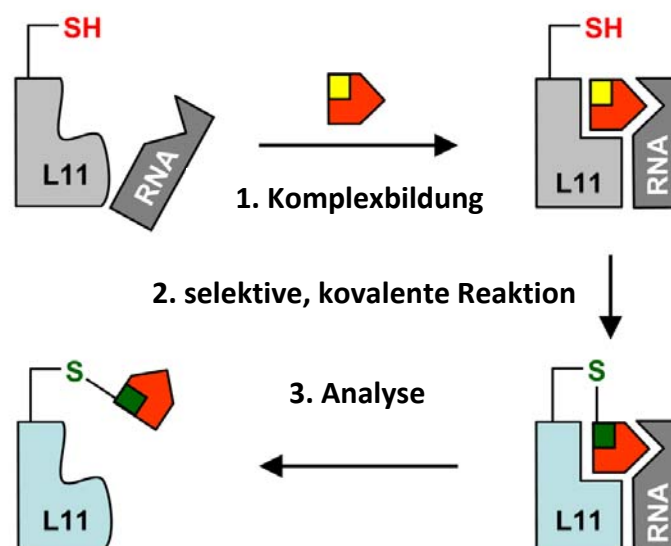 SH
L11
RNA
1. Komplexbildung
SH
L11
RNA
2. selektive, kovalente Reaktion
S
L11
3. Analyse
S
L11
RNA